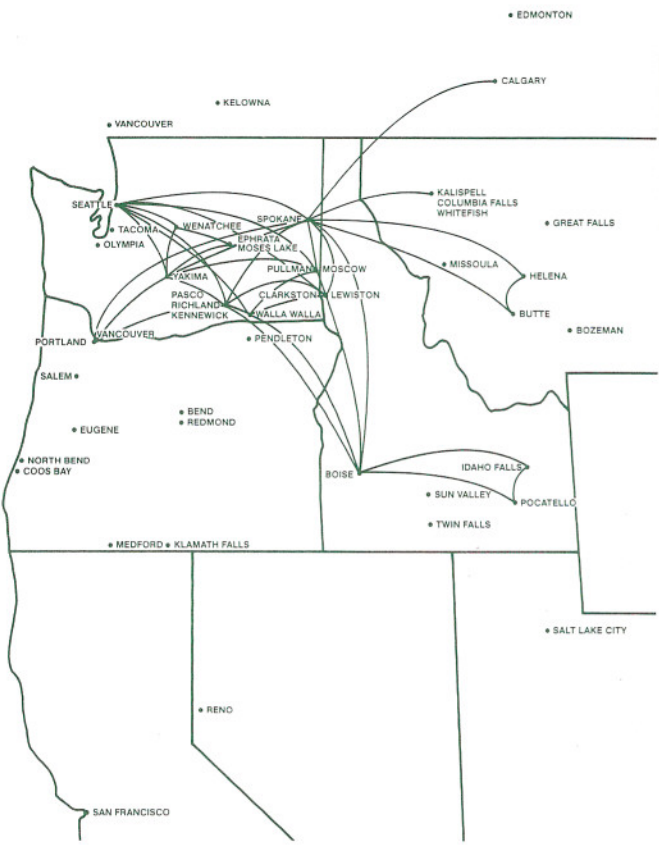 EDMONTON
CALGARY
KELOWNA
VANCOUVER
KALISPELL
COLUMBIA FALLS
WHITEFISH
SEATTLE
SPOKANE
GREAT FALLS
TACOMA
WENATCHEE
OLYMPIA
EPHRATA
MOSES LAKE
MISSOULA
YAKIMA
PULLMAN
MOSCOW
HELENA
PASCO
RICHLAND
KENNEWICK
CLARKSTON
LEWISTON
WALLA WALLA
BUTTE
VANCOUVER
PORTLAND
PENDLETON
BOZEMAN
SALEM
BEND
REDMOND
EUGENE
NORTH BEND
COOS BAY
BOISE
IDAHO FALLS
SUN VALLEY
POCATELLO
TWIN FALLS
MEDFORD
KLAMATH FALLS
SALT LAKE CITY
RENO
SAN FRANCISCO